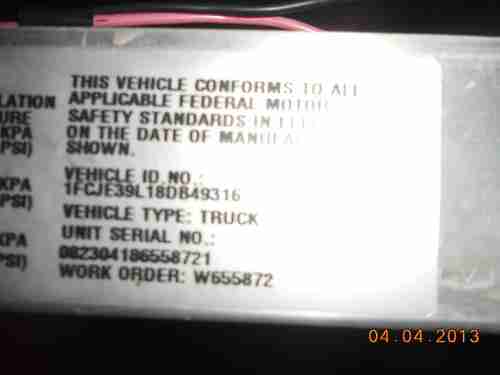 THIS VEHICLE CONFORMS TO ALL
LATION APPLICABLE FEDERAL MOTOR
URE SAFETY STANDARDS IN
KPA ON THE DATE OF
PSI) SHOWN.
KPA VEHICLE ID.NO.:
PSI) 1FCJE39L18DB49316
VEHICLE TYPE: TRUCK
KPA UNIT SERIAL NO.:
PSI) 082304186558721
WORK ORDER: W655872
04.04.2013